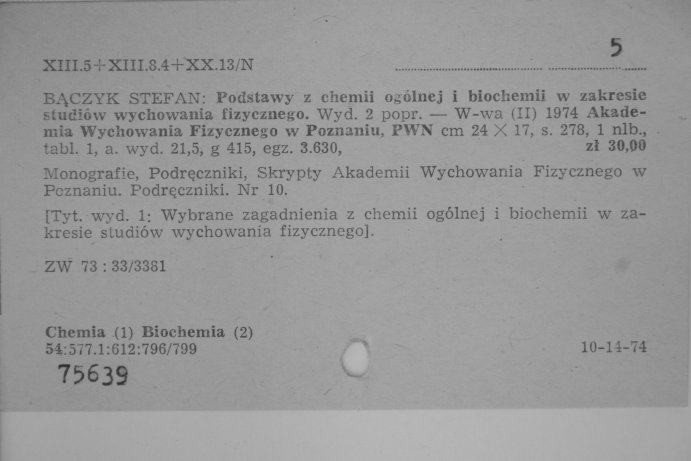 5
XIII.5+XIII.8.4+XX.13/N
BĄCZYK STEFAN: Podstawy z chemii ogólnej i biochemii w zakresie
studiów wychowania fizycznego. Wyd. 2 popr. — W-wa (II) 1974 Akade-
mia Wychowania Fizycznego w Poznaniu, PWN cm 24 × 17, s. 278, 1 nlb.,
tabl. 1, a. wyd. 21,5, g 415, egz. 3.630, zł 30,00
Monografie, Podręczniki, Skrypty Akademii Wychowania Fizycznego w
Poznaniu. Podręczniki. Nr 10.
[Tyt. wyd. 1: Wybrane zagadnienia z chemii ogólnej i biochemii w za-
kresie studiów wychowania fizycznego].
ZW 73 : 33/3381
Chemia (1) Biochemia (2)
54:577.1:612:796/799 10-14-74
75639